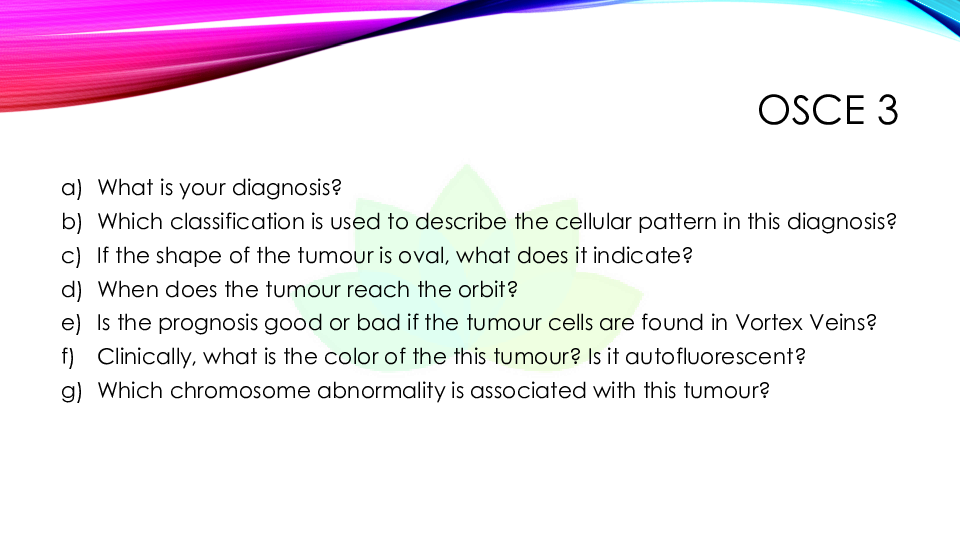 OSCE 3
a) What is your diagnosis?
b) Which classification is used to describe the cellular pattern in this diagnosis?
c) If the shape of the tumour is oval, what does it indicate?
d) When does the tumour reach the orbit?
e) Is the prognosis good or bad if the tumour cells are found in Vortex Veins?
f) Clinically, what is the color of the this tumour? Is it autofluorescent?
g) Which chromosome abnormality is associated with this tumour?